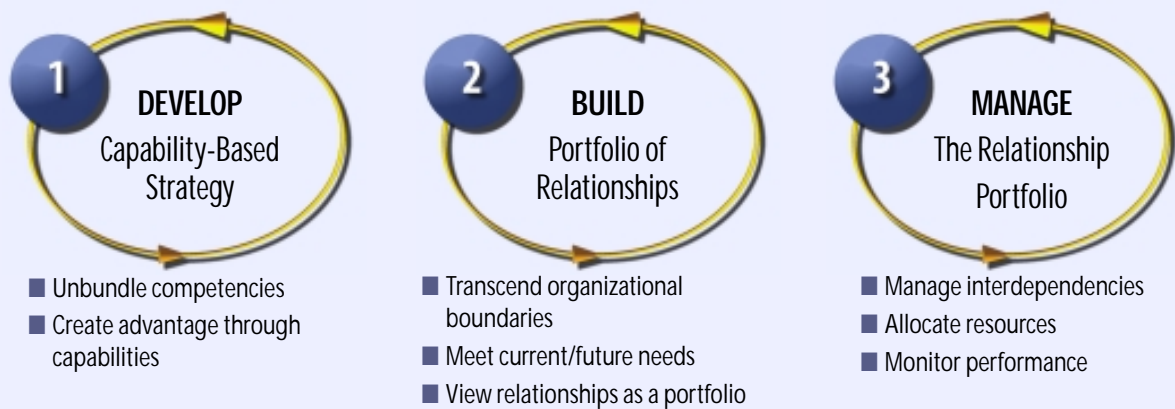 1
DEVELOP
Capability-Based
Strategy
■ Unbundle competencies
■ Create advantage through
capabilities
2
BUILD
Portfolio of
Relationships
■ Transcend organizational
boundaries
■ Meet current/future needs
■ View relationships as a portfolio
3
MANAGE
The Relationship
Portfolio
■ Manage interdependencies
■ Allocate resources
■ Monitor performance